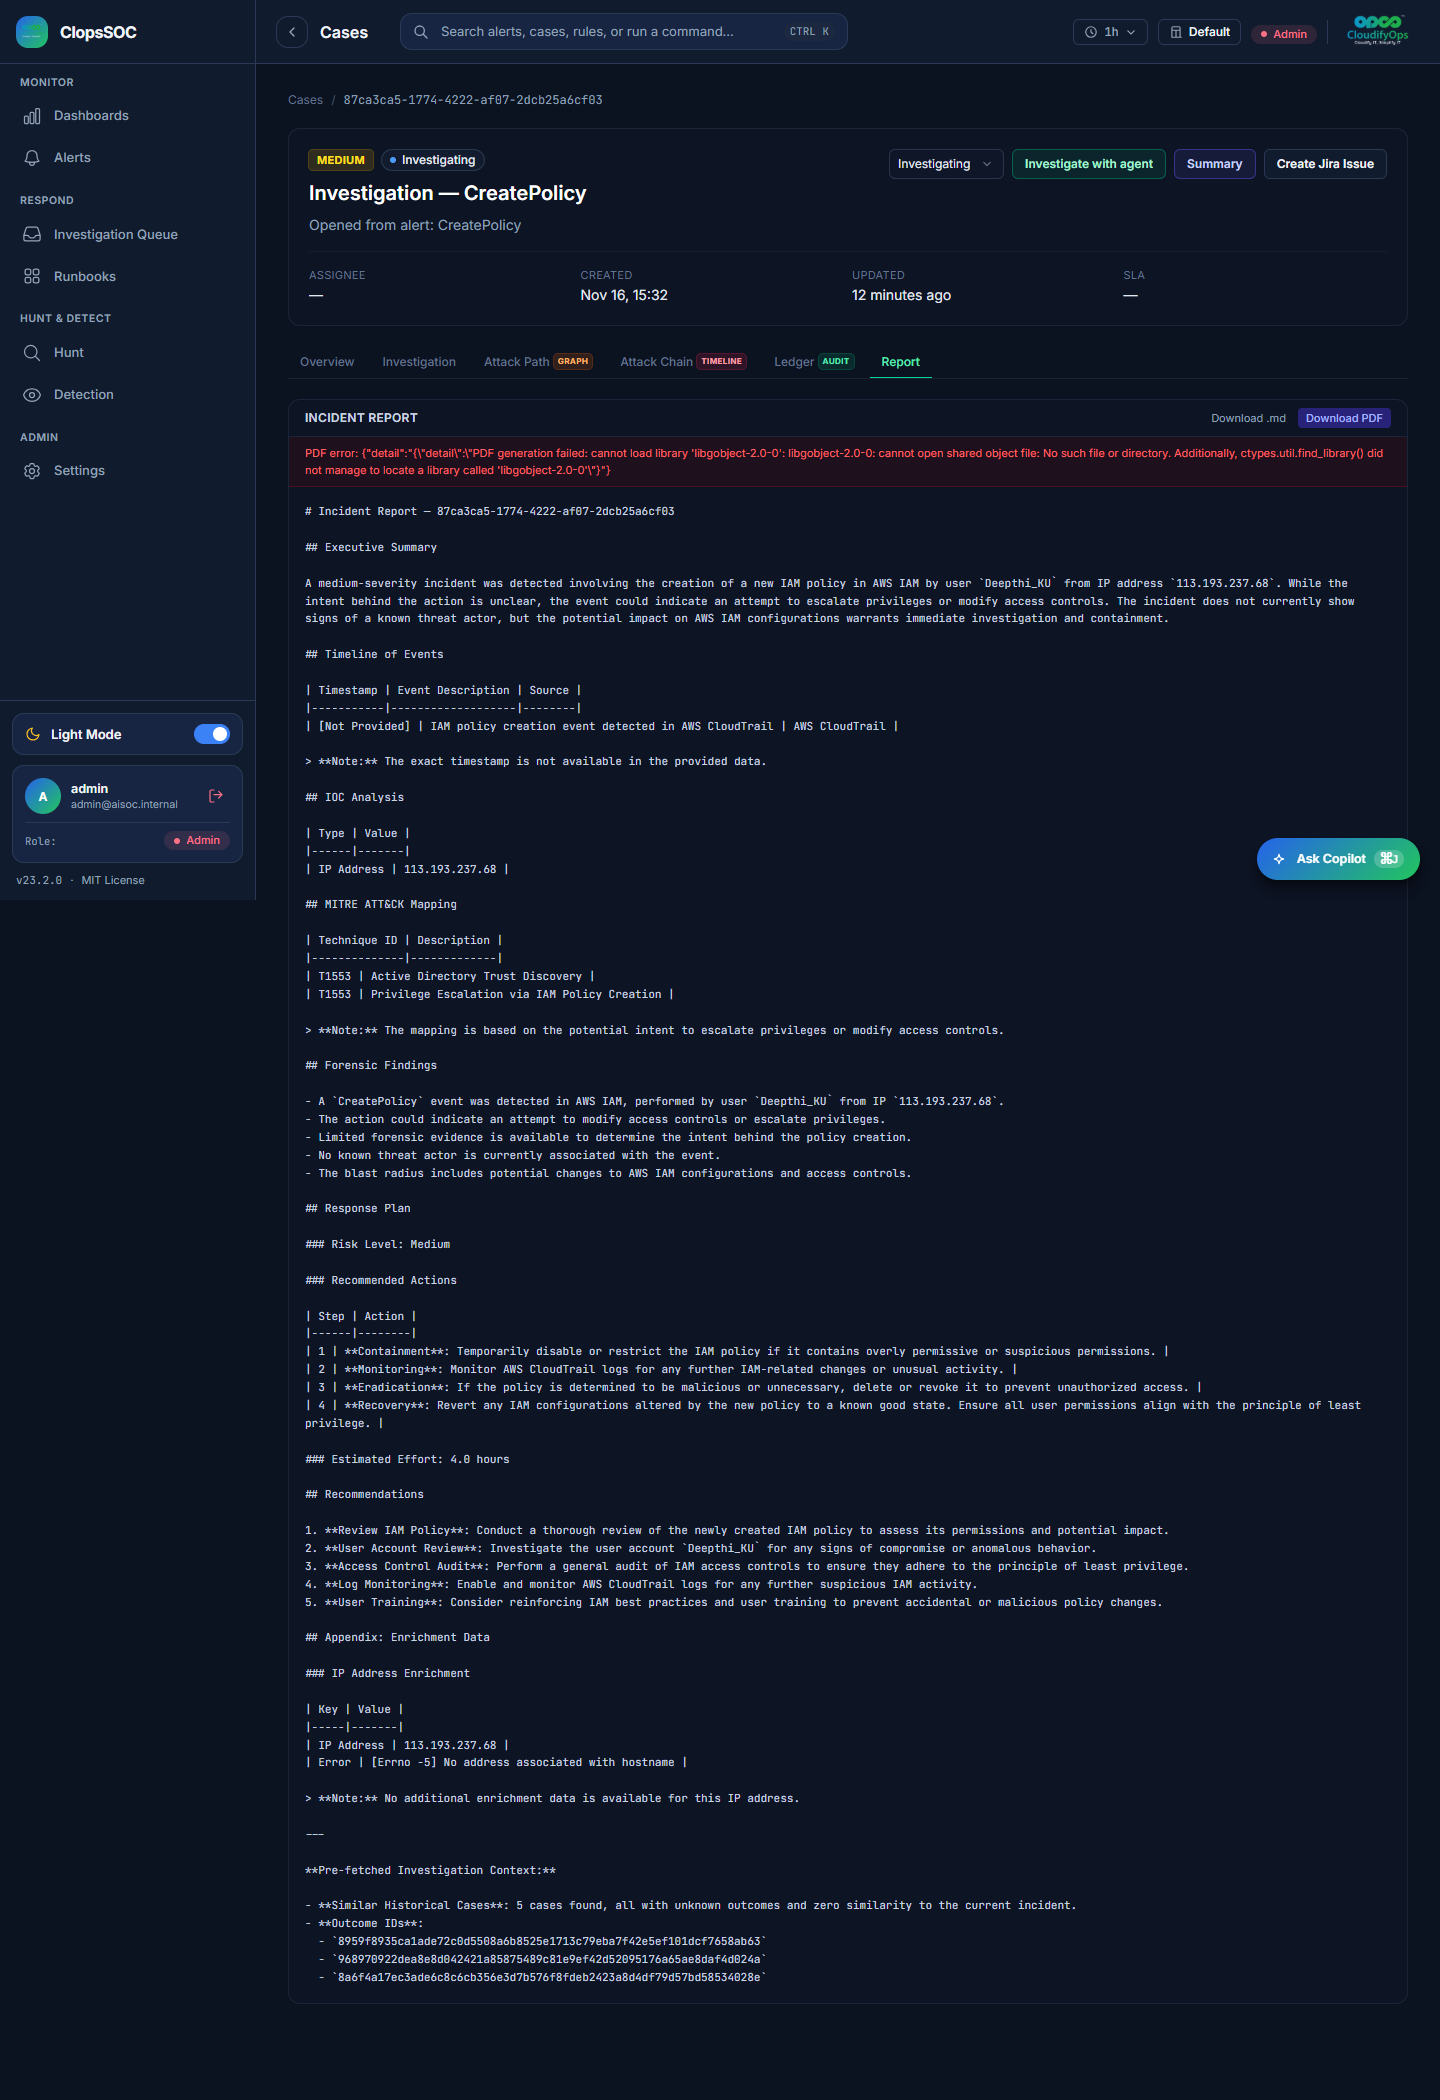 ClopsSOC
Cases
Search alerts, cases, rules, or run a command...
CTRL K
1h
Default
Admin
CloudifyOps
MONITOR
Dashboards
Alerts
RESPOND
Investigation Queue
Runbooks
HUNT & DETECT
Hunt
Detection
ADMIN
Settings
Light Mode
A
admin
admin@aisoc.internal
Role:
Admin
v23.2.0 · MIT License
Cases / 87ca3ca5-1774-4222-af07-2dcb25a6cf03
MEDIUM
Investigating
Investigating
Investigate with agent
Summary
Create Jira Issue
Investigation — CreatePolicy
Opened from alert: CreatePolicy
ASSIGNEE
—
CREATED
Nov 16, 15:32
UPDATED
12 minutes ago
SLA
—
Overview
Investigation
Attack Path GRAPH
Attack Chain TIMELINE
Ledger AUDIT
Report
INCIDENT REPORT
Download .md
Download PDF
PDF error: {"detail":"{\"detail\":\"PDF generation failed: cannot load library 'libgobject-2.0-0': libgobject-2.0-0: cannot open shared object file: No such file or directory. Additionally, ctypes.util.find_library() did
not manage to locate a library called 'libgobject-2.0-0'\"}"}
# Incident Report — 87ca3ca5-1774-4222-af07-2dcb25a6cf03
## Executive Summary
A medium-severity incident was detected involving the creation of a new IAM policy in AWS IAM by user `Deepthi_KU` from IP address `113.193.237.68`. While the
intent behind the action is unclear, the event could indicate an attempt to escalate privileges or modify access controls. The incident does not currently show
signs of a known threat actor, but the potential impact on AWS IAM configurations warrants immediate investigation and containment.
## Timeline of Events
| Timestamp | Event Description | Source |
|-----------|-------------------|--------|
| [Not Provided] | IAM policy creation event detected in AWS CloudTrail | AWS CloudTrail |
> **Note:** The exact timestamp is not available in the provided data.
## IOC Analysis
| Type | Value |
|------|-------|
| IP Address | 113.193.237.68 |
## MITRE ATT&CK Mapping
| Technique ID | Description |
|--------------|-------------|
| T1553 | Active Directory Trust Discovery |
| T1553 | Privilege Escalation via IAM Policy Creation |
> **Note:** The mapping is based on the potential intent to escalate privileges or modify access controls.
## Forensic Findings
- A `CreatePolicy` event was detected in AWS IAM, performed by user `Deepthi_KU` from IP `113.193.237.68`.
- The action could indicate an attempt to modify access controls or escalate privileges.
- Limited forensic evidence is available to determine the intent behind the policy creation.
- No known threat actor is currently associated with the event.
- The blast radius includes potential changes to AWS IAM configurations and access controls.
## Response Plan
### Risk Level: Medium
### Recommended Actions
| Step | Action |
|------|--------|
| 1 | **Containment**: Temporarily disable or restrict the IAM policy if it contains overly permissive or suspicious permissions. |
| 2 | **Monitoring**: Monitor AWS CloudTrail logs for any further IAM-related changes or unusual activity. |
| 3 | **Eradication**: If the policy is determined to be malicious or unnecessary, delete or revoke it to prevent unauthorized access. |
| 4 | **Recovery**: Revert any IAM configurations altered by the new policy to a known good state. Ensure all user permissions align with the principle of least
privilege. |
### Estimated Effort: 4.0 hours
## Recommendations
1. **Review IAM Policy**: Conduct a thorough review of the newly created IAM policy to assess its permissions and potential impact.
2. **User Account Review**: Investigate the user account `Deepthi_KU` for any signs of compromise or anomalous behavior.
3. **Access Control Audit**: Perform a general audit of IAM access controls to ensure they adhere to the principle of least privilege.
4. **Log Monitoring**: Enable and monitor AWS CloudTrail logs for any further suspicious IAM activity.
5. **User Training**: Consider reinforcing IAM best practices and user training to prevent accidental or malicious policy changes.
## Appendix: Enrichment Data
### IP Address Enrichment
| Key | Value |
|-----|-------|
| IP Address | 113.193.237.68 |
| Error | [Errno -5] No address associated with hostname |
> **Note:** No additional enrichment data is available for this IP address.
---
**Pre-fetched Investigation Context:**
- **Similar Historical Cases**: 5 cases found, all with unknown outcomes and zero similarity to the current incident.
- **Outcome IDs**:
- `8959f8935ca1ade72c0d5508a6b8525e1713c79eba7f42e5ef101dcf7658ab63`
- `968970922dea8e8d042421a85875489c81e9ef42d52095176a65ae8daf4d024a`
- `8a6f4a17ec3ade6c8c6cb356e3d7b576f8fdeb2423a8d4df79d57bd58534028e`
Ask Copilot ⌘J